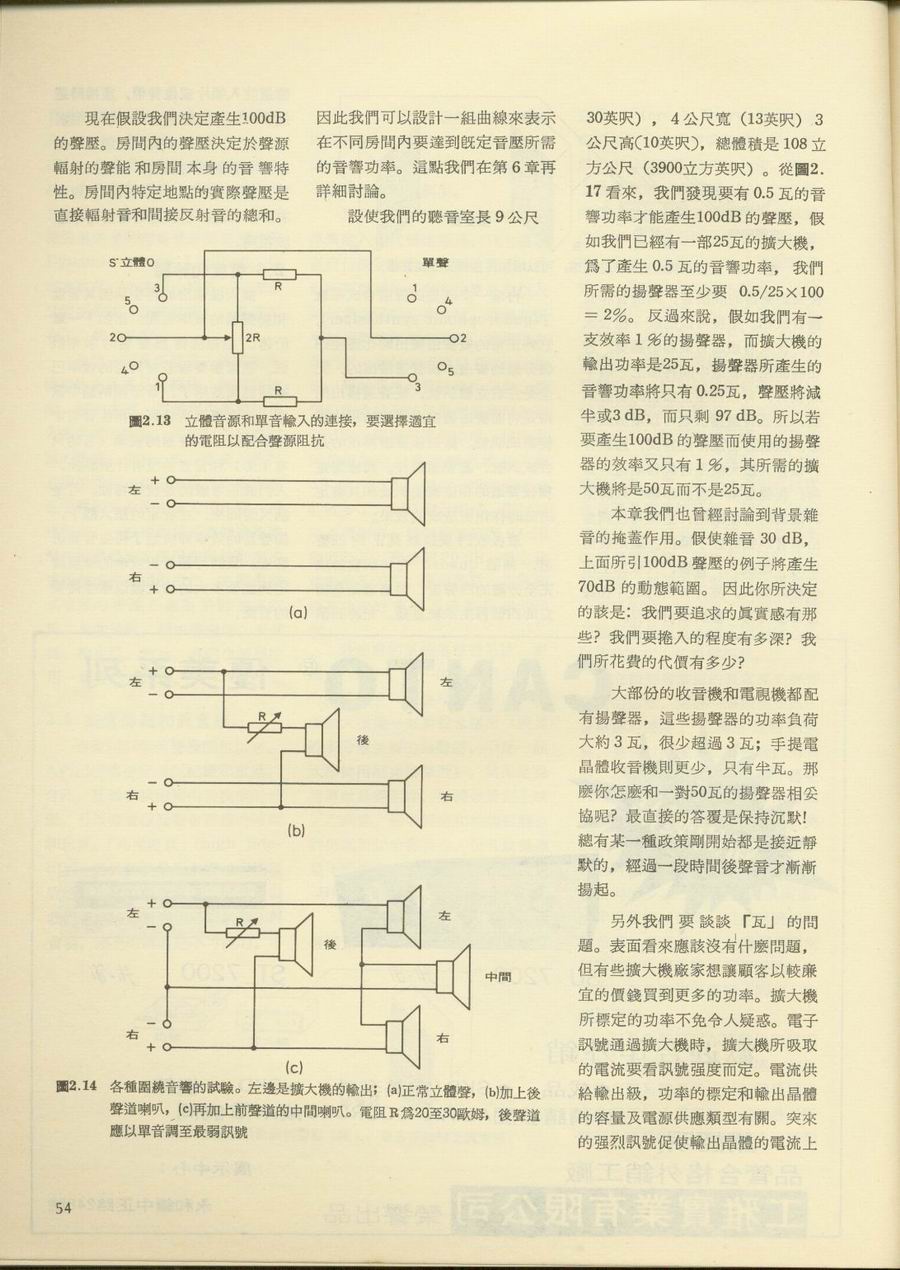 現在假設我們決定產生100dB
的聲壓。房間內的聲壓決定於聲源
輻射的聲能和房間本身的音響特
性。房間內特定地點的實際聲壓是
直接輻射音和間接反射音的總和。
因此我們可以設計一組曲線來表示
在不同房間內要達到旣定音壓所需
的音響功率。這點我們在第6章再
詳細討論。
設使我們的聽音室長9公尺
S 立體O
單聲
3
5
2
4
1
R
2R
R
1
4
2
5
3
圖2.13 立體音源和單音輸入的連接，要選擇適宜
的電阻以配合聲源阻抗
左
+
−
右
−
+
(a)
左
+
−
R
左
後
右
−
+
右
(b)
左
+
−
R
左
後
中間
右
−
+
右
(c)
圖2.14 各種圍繞音響的試驗。左邊是擴大機的輸出；(a)正常立體聲，(b)加上後
聲道喇叭，(c)再加上前聲道的中間喇叭。電阻R爲20至30歐姆，後聲道
應以單音調至最弱訊號
30英呎），4公尺寬（13英呎）3
公尺高(10英呎)，總體積是108立
方公尺（3900立方英呎）。從圖2.
17看來，我們發現要有0.5瓦的音
響功率才能產生100dB的聲壓，假
如我們已經有一部25瓦的擴大機，
爲了產生0.5瓦的音響功率，我們
所需的揚聲器至少要 0.5/25×100
＝2%。反過來說，假如我們有一
支效率1%的揚聲器，而擴大機的
輸出功率是25瓦，揚聲器所產生的
音響功率將只有0.25瓦，聲壓將減
半或3dB，而只剩97dB。所以若
要產生100dB的聲壓而使用的揚聲
器的效率又只有1%，其所需的擴
大機將是50瓦而不是25瓦。
本章我們也曾經討論到背景雜
音的掩蓋作用。假使雜音30dB，
上面所引100dB聲壓的例子將產生
70dB的動態範圍。因此你所決定
的該是：我們要追求的眞實感有那
些？我們要捲入的程度有多深？我
們所花費的代價有多少？
大部份的收音機和電視機都配
有揚聲器，這些揚聲器的功率負荷
大約3瓦，很少超過3瓦；手提電
晶體收音機則更少，只有半瓦。那
麽你怎麽和一對50瓦的揚聲器相妥
協呢？最直接的答覆是保持沉默！
總有某一種政策剛開始都是接近靜
默的，經過一段時間後聲音才漸漸
揚起。
另外我們要談談「瓦」的問
題。表面看來應該沒有什麽問題，
但有些擴大機廠家想讓顧客以較廉
宜的價錢買到更多的功率。擴大機
所標定的功率不免令人疑惑。電子
訊號通過擴大機時，擴大機所吸取
的電流要看訊號强度而定。電流供
給輸出級，功率的標定和輸出晶體
的容量及電源供應類型有關。突來
的强烈訊號促使輸出晶體的電流上
54